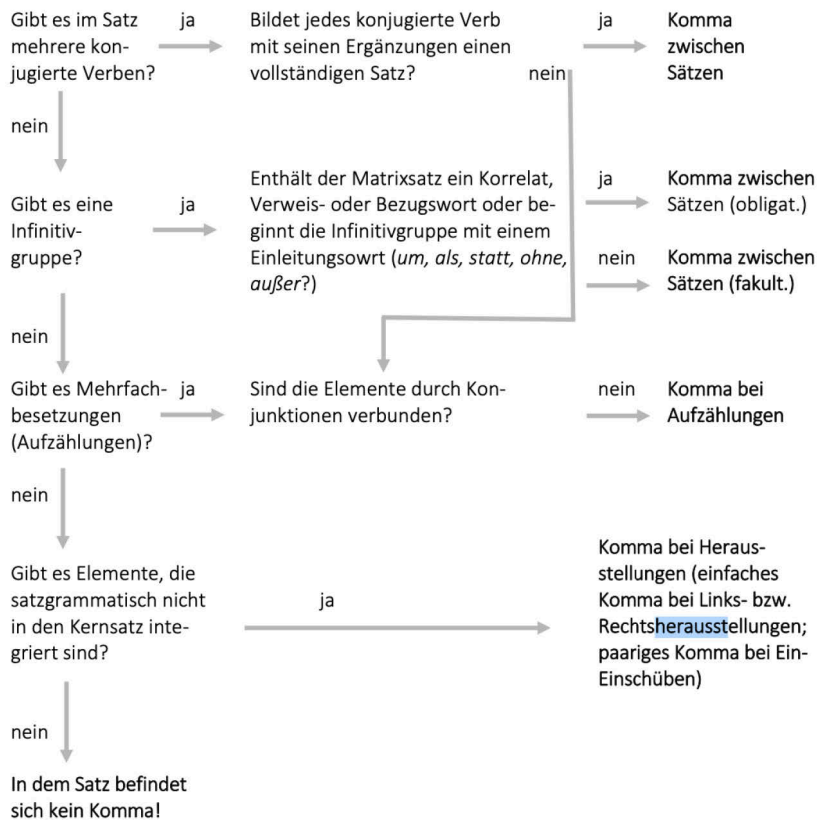 Gibt es im Satz
mehrere kon-
jugierte Verben?
ja
Bildet jedes konjugierte Verb
mit seinen Ergänzungen einen
vollständigen Satz?
nein
ja
Komma
zwischen
Sätzen
nein
Gibt es eine
Infinitiv-
gruppe?
ja
Enthält der Matrixsatz ein Korrelat,
Verweis- oder Bezugswort oder be-
ginnt die Infinitivgruppe mit einem
Einleitungsowrt (um, als, statt, ohne,
außer?)
ja
Komma zwischen
Sätzen (obligat.)
nein
Komma zwischen
Sätzen (fakult.)
nein
Gibt es Mehrfach-
besetzungen
(Aufzählungen)?
ja
Sind die Elemente durch Kon-
junktionen verbunden?
nein
Komma bei
Aufzählungen
nein
Gibt es Elemente, die
satzgrammatisch nicht
in den Kernsatz inte-
griert sind?
ja
Komma bei Heraus-
stellungen (einfaches
Komma bei Links- bzw.
Rechtsherausstellungen;
paariges Komma bei Ein-
Einschüben)
nein
In dem Satz befindet
sich kein Komma!